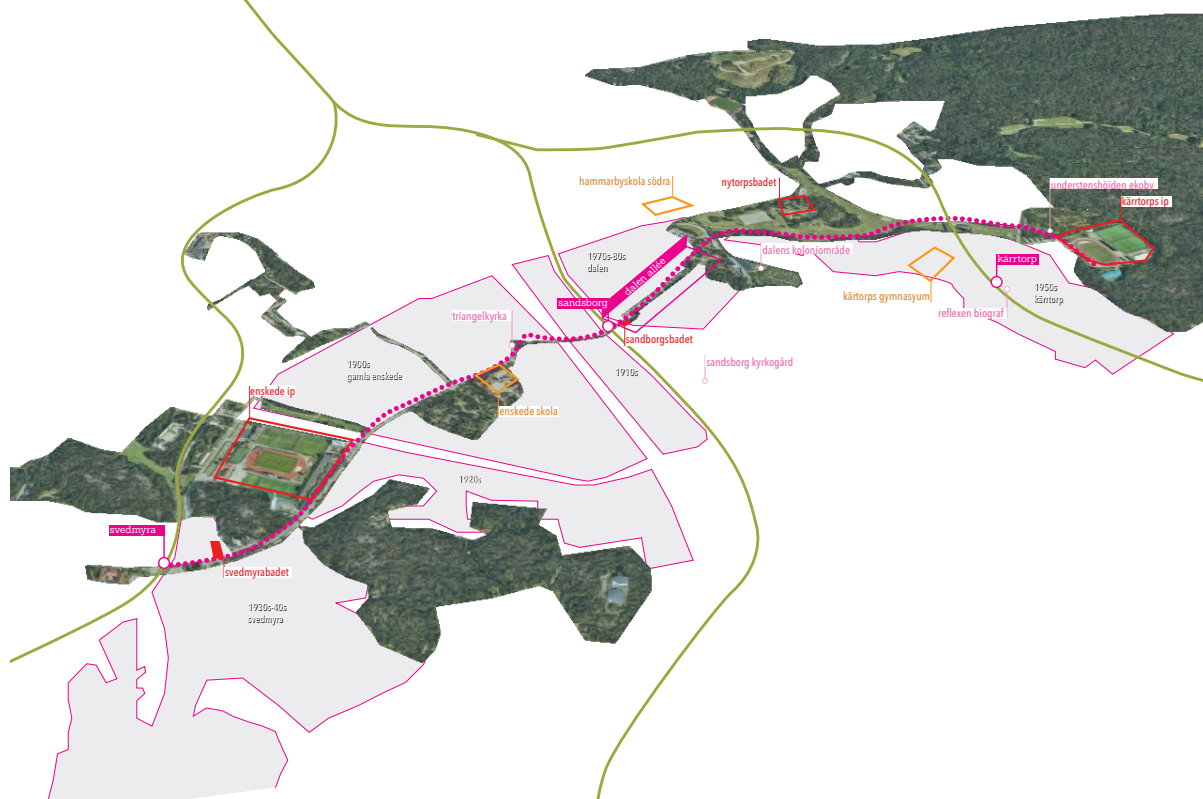 hammarbyskola södra
nytorpsbadet
understenshöjden ekoby
kärrtorps ip
1970s-80s
dalen
dalen allée
dalens koloniområde
kärrtorp
kärtorps gymnasyum
1950s
kärrtorp
reflexen biograf
sandsborg
triangelkyrka
sandborgsbadet
sandsborg kyrkogård
1900s
gamla enskede
1910s
enskede ip
enskede skola
1920s
svedmyra
svedmyrabadet
1930s-40s
svedmyra